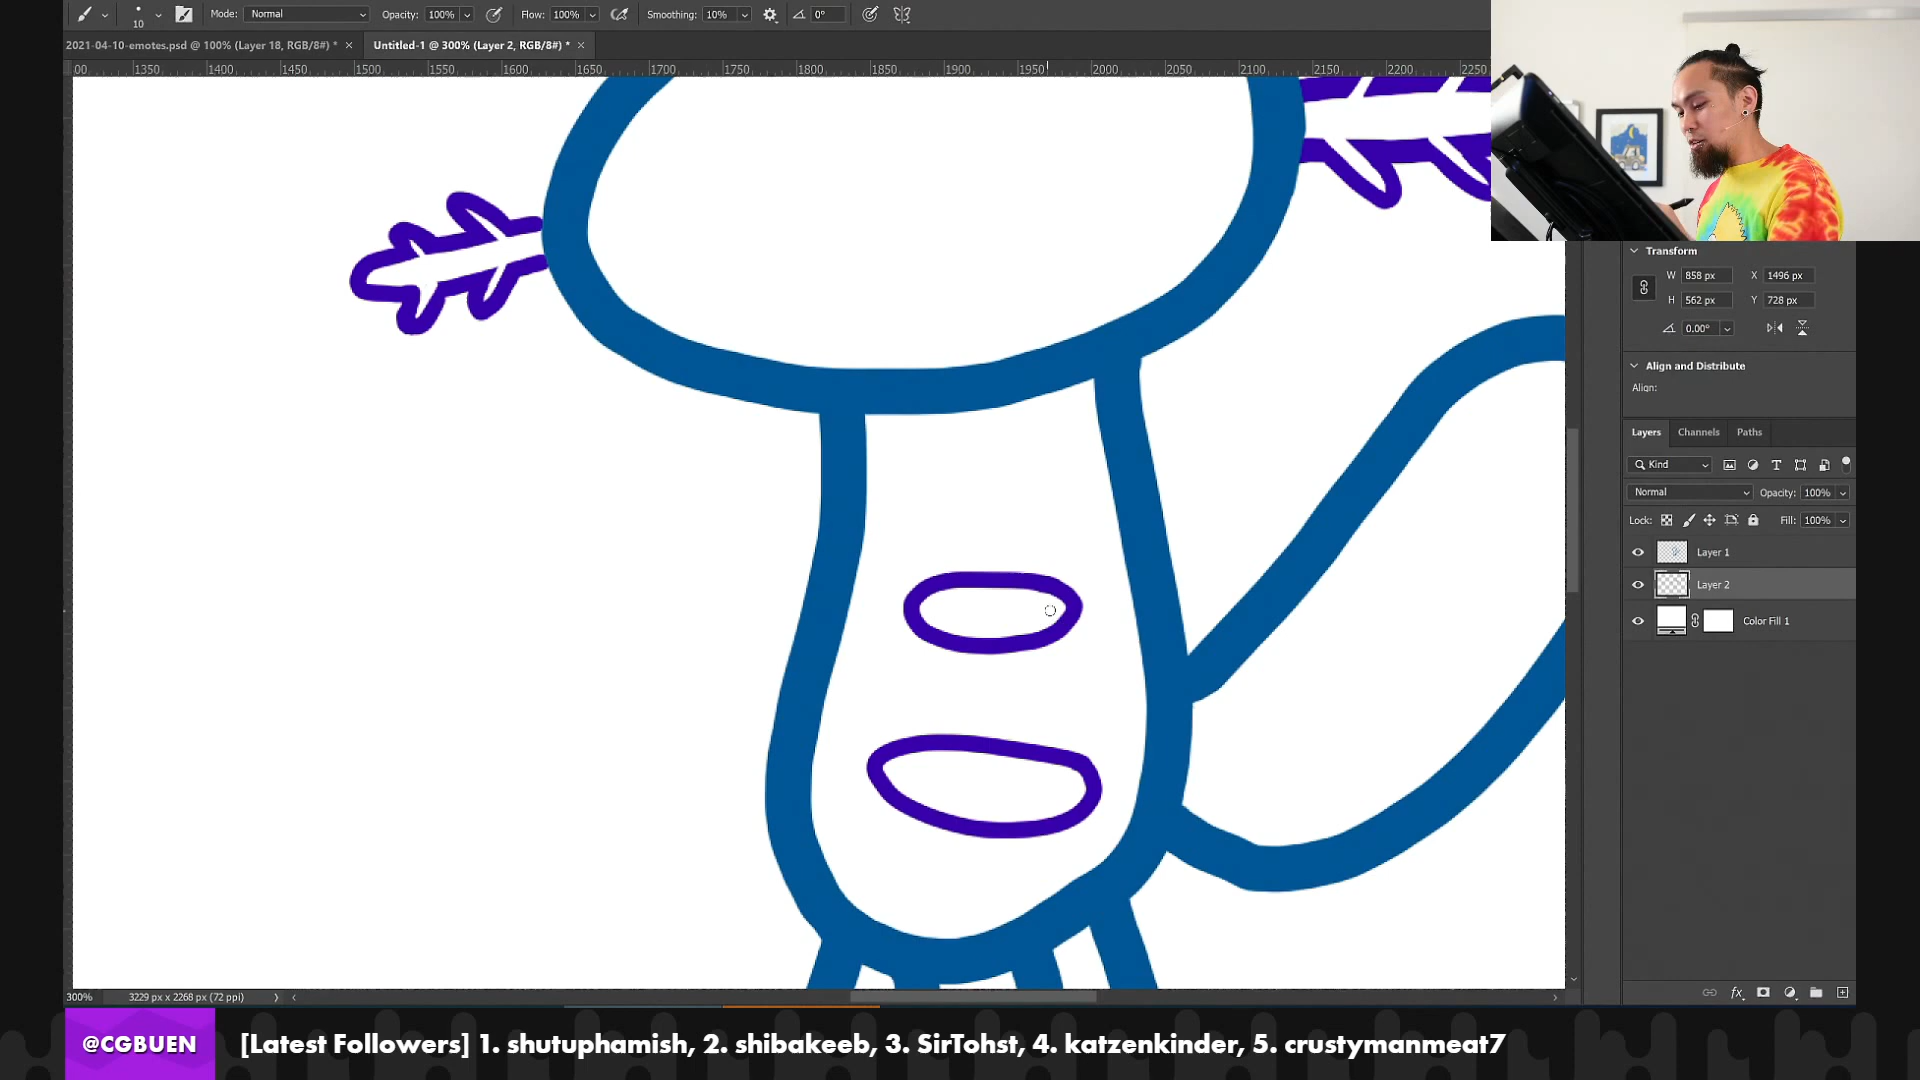 10 Mode: Normal Opacity: 100% Flow: 100% Smoothing: 10% 0°
2021-04-10-emotes.psd @ 100% (Layer 18, RGB/8#) * × Untitled-1 @ 300% (Layer 2, RGB/8#) * ×
00 1350 1400 1450 1500 1550 1600 1650 1700 1750 1800 1850 1900 1950 2000 2050 2100 2150 2200 2250
Transform
W 858 px X 1496 px
H 562 px Y 728 px
0.00°
Align and Distribute
Align:
Layers Channels Paths
Kind
Normal Opacity: 100%
Lock: Fill: 100%
Layer 1
Layer 2
Color Fill 1
300% 3229 px x 2268 px (72 ppi)
fx
@CGBUEN [Latest Followers] 1. shutuphamish, 2. shibakeeb, 3. SirTohst, 4. katzenkinder, 5. crustymanmeat7